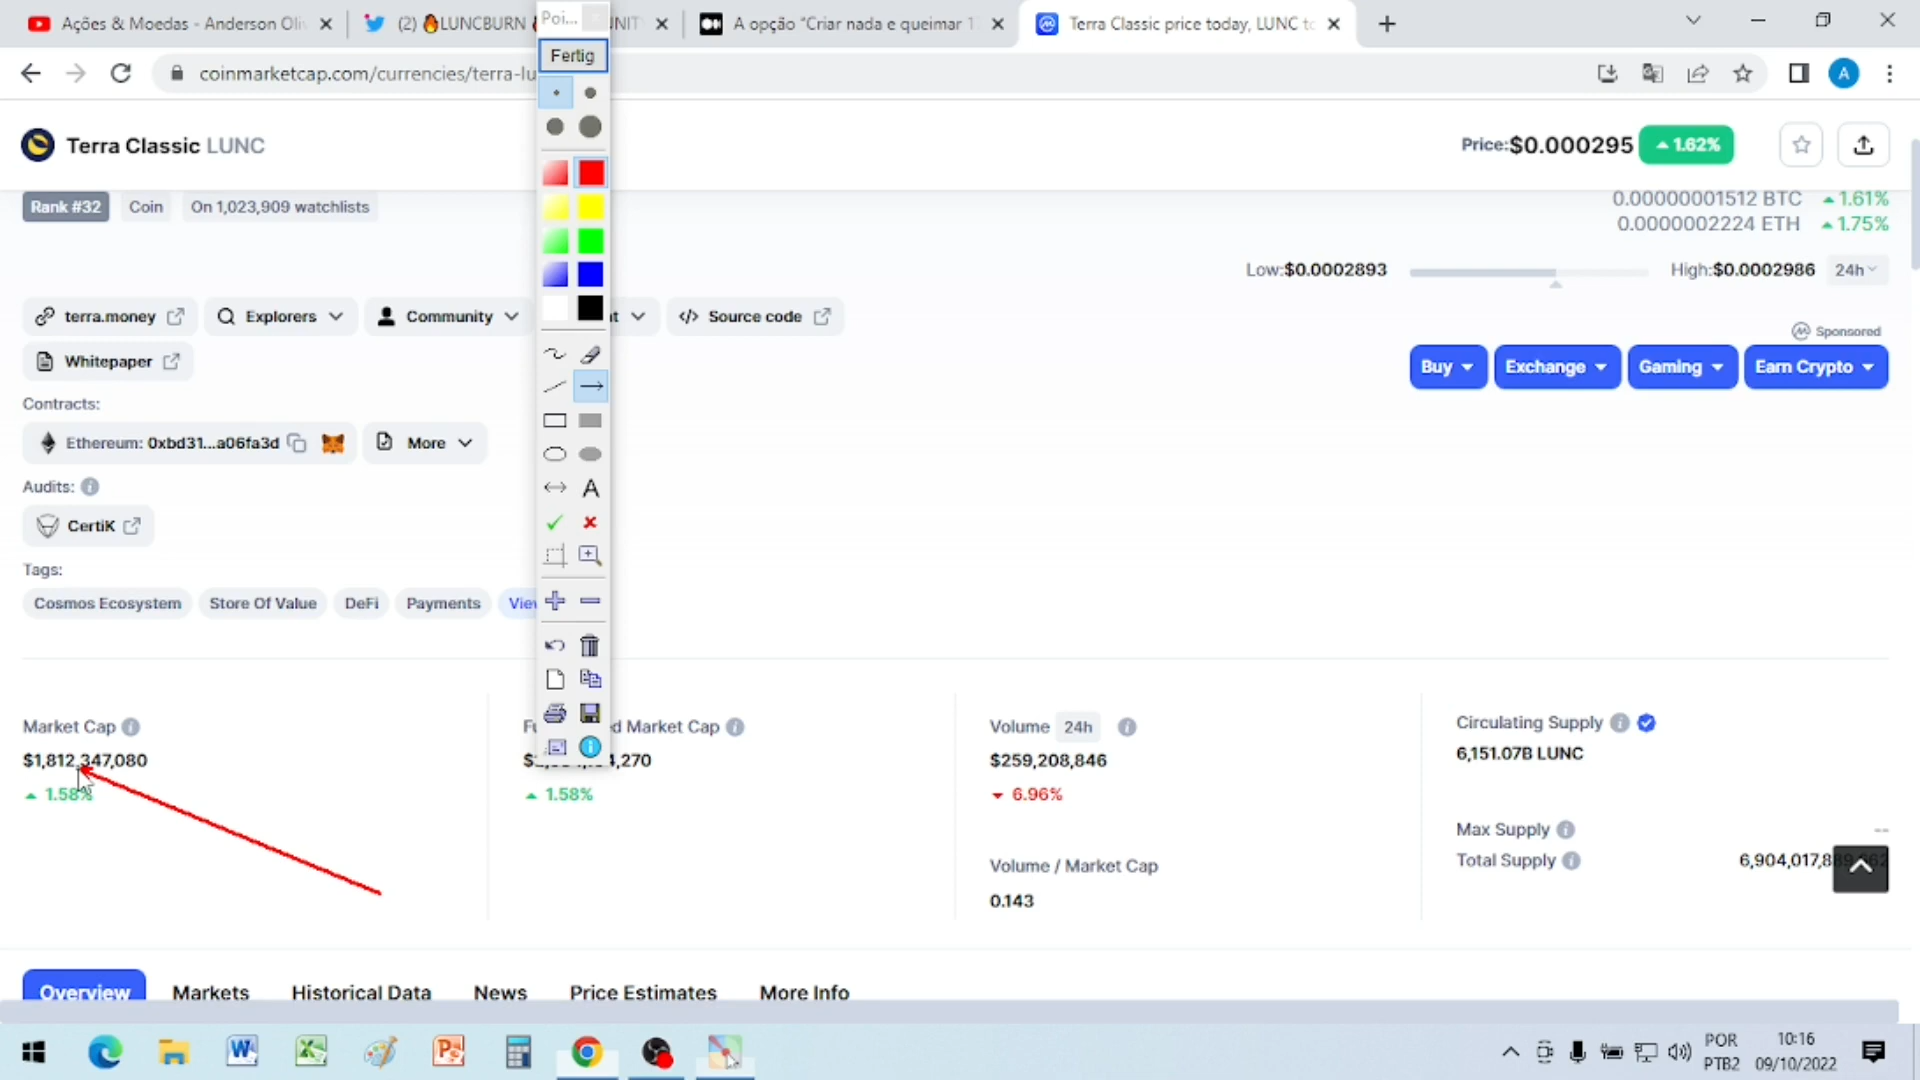 Ações & Moedas - Anderson Oli
(2) 🔥LUNCBURN
NIT
A opção "Criar nada e queimar 1
Terra Classic price today, LUNC to
Poi...
Fertig
coinmarketcap.com/currencies/terra-lu
A
Terra Classic LUNC
Price:$0.000295
1.62%
Rank #32
Coin
On 1,023,909 watchlists
0.00000001512 BTC
1.61%
0.0000002224 ETH
1.75%
Low:$0.0002893
High:$0.0002986
24h
terra.money
Explorers
Community
t
Source code
Sponsored
Whitepaper
Buy
Exchange
Gaming
Earn Crypto
Contracts:
Ethereum: 0xbd31...a06fa3d
More
Audits:
CertiK
Tags:
Cosmos Ecosystem
Store Of Value
DeFi
Payments
View
A
Market Cap
$1,812,347,080
1.58%
d Market Cap
4,270
1.58%
Volume 24h
$259,208,846
6.96%
Volume / Market Cap
0.143
Circulating Supply
6,151.07B LUNC
Max Supply
--
Total Supply
6,904,017,8
Overview
Markets
Historical Data
News
Price Estimates
More Info
POR
PTB2
10:16
09/10/2022